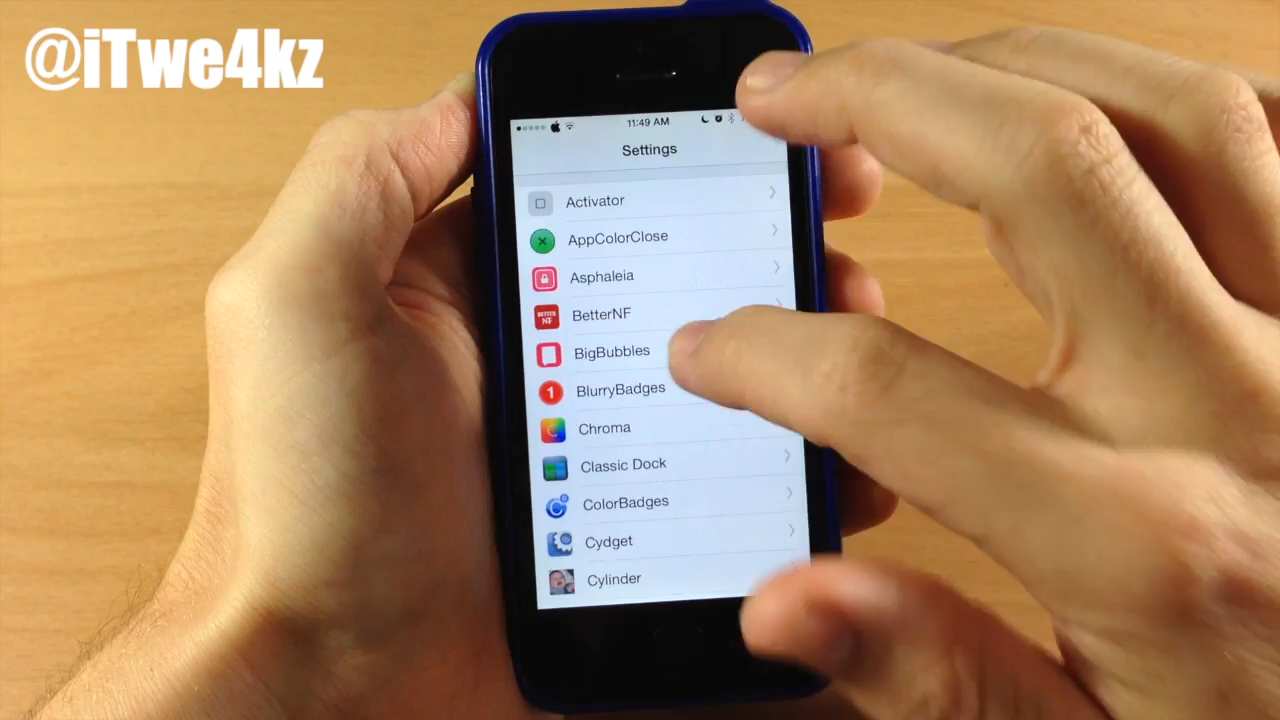 @iTwe4kz
11:49 AM
Settings
Activator
AppColorClose
Asphaleia
BETTER NF
BetterNF
BigBubbles
1
BlurryBadges
C
Chroma
Classic Dock
C
ColorBadges
Cydget
Cylinder